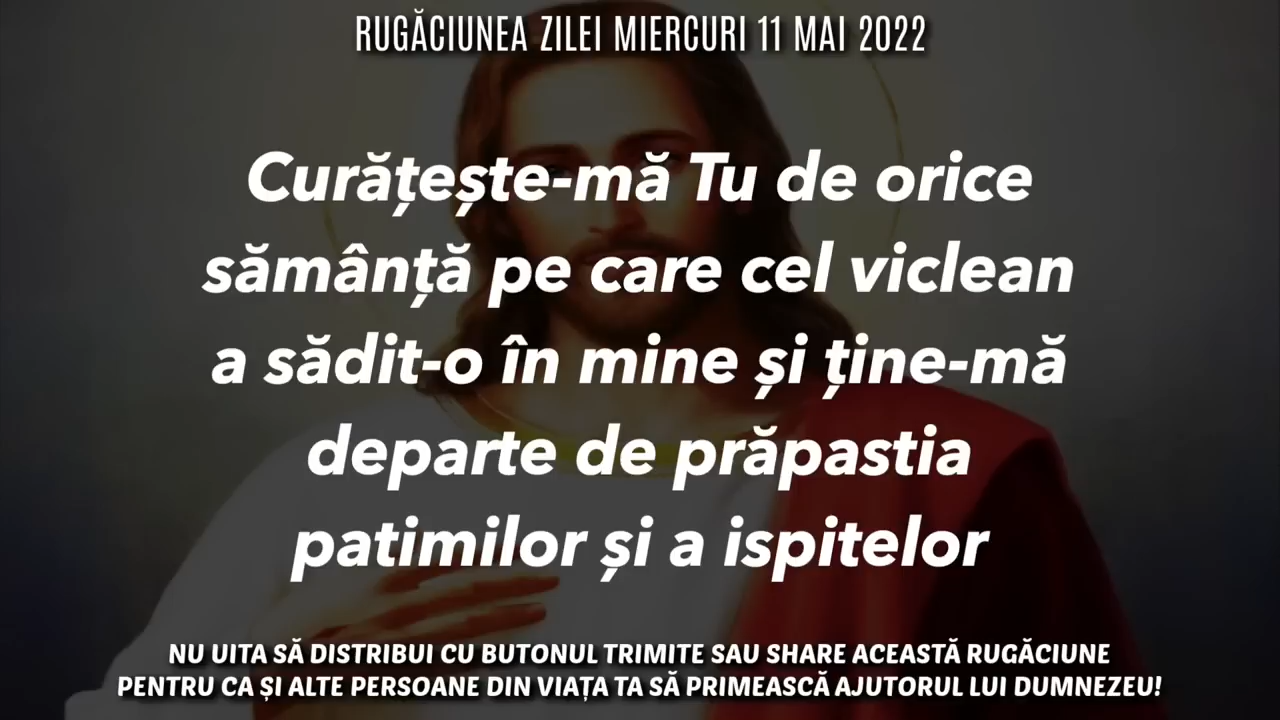 RUGĂCIUNEA ZILEI MIERCURI 11 MAI 2022
Curățește-mă Tu de orice
sămânță pe care cel viclean
a sădit-o în mine și ține-mă
departe de prăpastia
patimilor și a ispitelor
NU UITA SĂ DISTRIBUI CU BUTONUL TRIMITE SAU SHARE ACEASTĂ RUGĂCIUNE
PENTRU CA ȘI ALTE PERSOANE DIN VIAȚA TA SĂ PRIMEASCĂ AJUTORUL LUI DUMNEZEU!